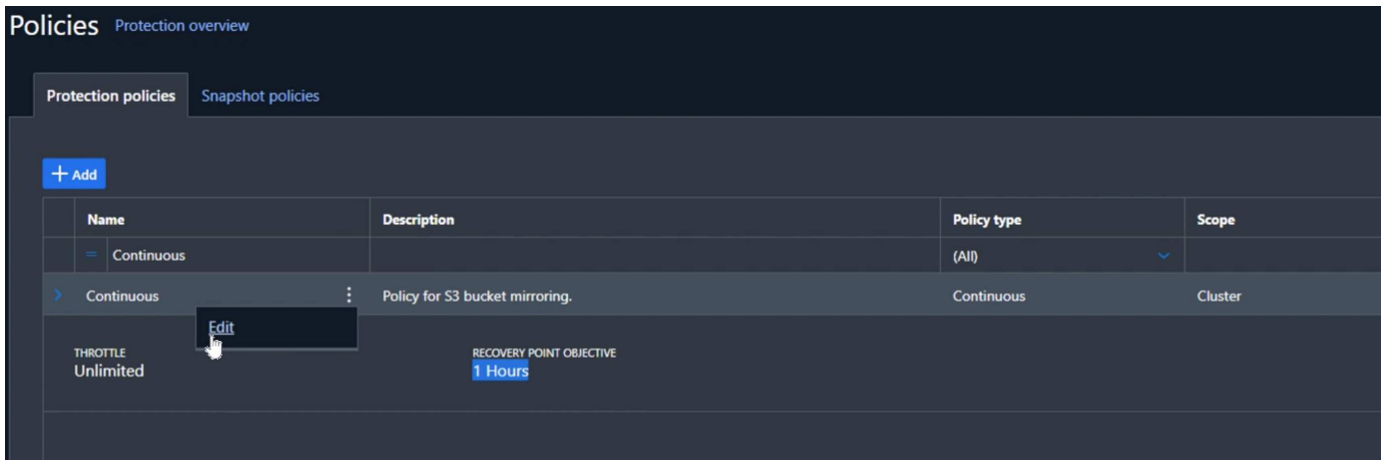 Policies Protection overview
Protection policies Snapshot policies
+ Add
Name Description Policy type Scope
= Continuous (All)
Continuous Policy for S3 bucket mirroring. Continuous Cluster
Edit
THROTTLE RECOVERY POINT OBJECTIVE
Unlimited 1 Hours